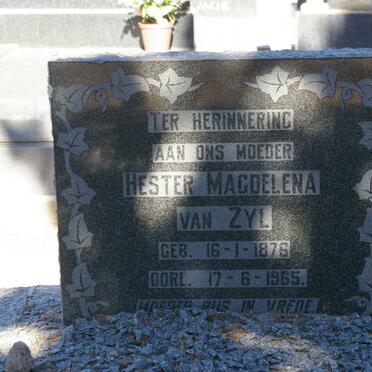 LANCHE
TER HERINNERING
AAN ONS MOEDER
HESTER MAGDELENA
VAN ZYL
GEB. 16-1-1876
OORL. 17-6-1965.
MOEDER RUS IN VREDE